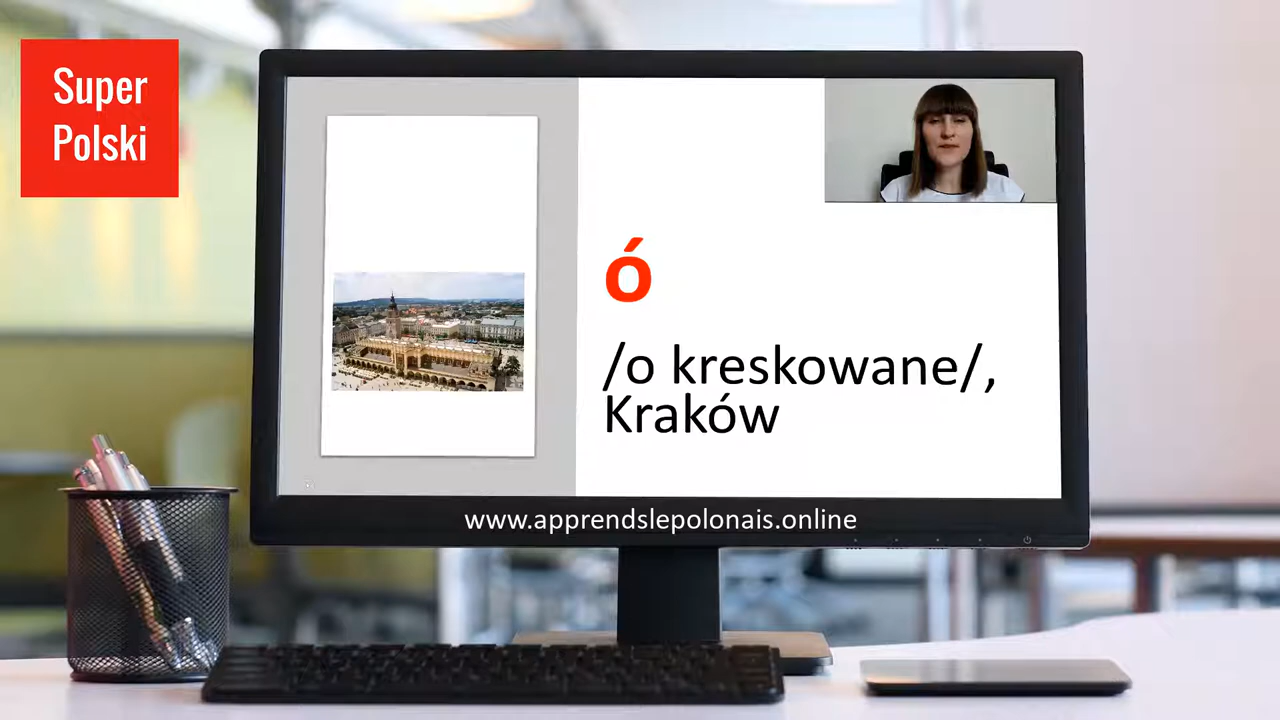 Super
Polski
ó
/o kreskowane/,
Kraków
www.apprendslepolonais.online